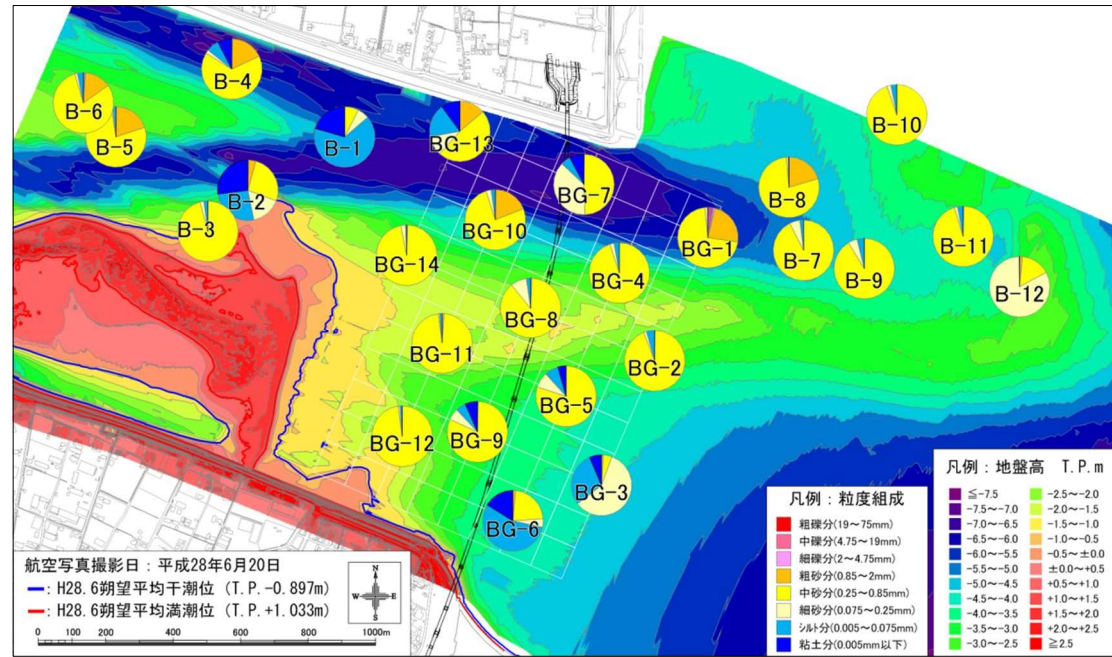 B-4
B-6
B-5
B-1
BG-13
B-10
B-2
BG-7
B-8
B-3
BG-10
BG-1
B-7
B-11
BG-14
BG-4
B-9
B-12
BG-8
BG-11
BG-2
BG-5
BG-12
BG-9
BG-3
BG-6
航空写真撮影日：平成28年6月20日
：H28.6朔望平均干潮位 (T.P.-0.897m)
：H28.6朔望平均満潮位 (T.P.+1.033m)
N
W E
S
0 100 200 300 400 500 600 700 800 900 1000m
凡例：粒度組成
粗礫分(19～75mm)
中礫分(4.75～19mm)
細礫分(2～4.75mm)
粗砂分(0.85～2mm)
中砂分(0.25～0.85mm)
細砂分(0.075～0.25mm)
ｼﾙﾄ分(0.005～0.075mm)
粘土分(0.005mm以下)
凡例：地盤高 T.P.m
≦-7.5
-7.5～-7.0
-7.0～-6.5
-6.5～-6.0
-6.0～-5.5
-5.5～-5.0
-5.0～-4.5
-4.5～-4.0
-4.0～-3.5
-3.5～-3.0
-3.0～-2.5
-2.5～-2.0
-2.0～-1.5
-1.5～-1.0
-1.0～-0.5
-0.5～±0.0
±0.0～+0.5
+0.5～+1.0
+1.0～+1.5
+1.5～+2.0
+2.0～+2.5
≧2.5